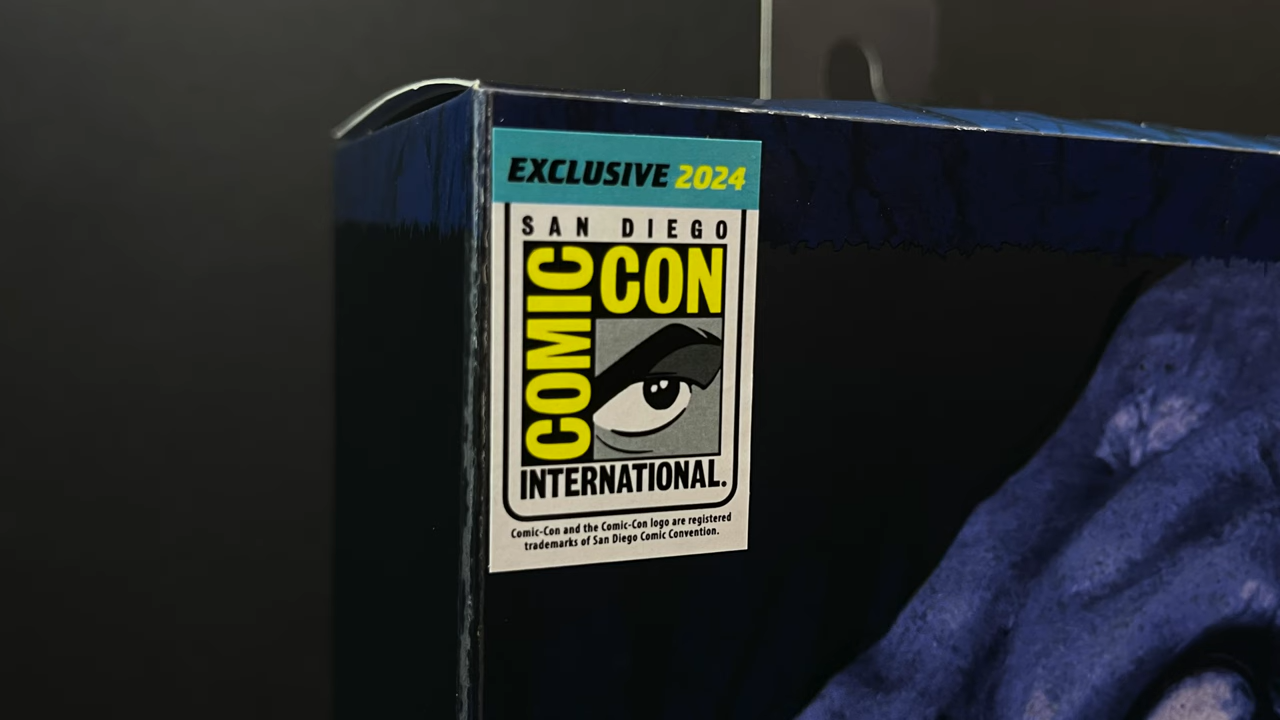 EXCLUSIVE 2024
SAN DIEGO
COMIC CON
INTERNATIONAL.
Comic-Con and the Comic-Con logo are registered
trademarks of San Diego Comic Convention.